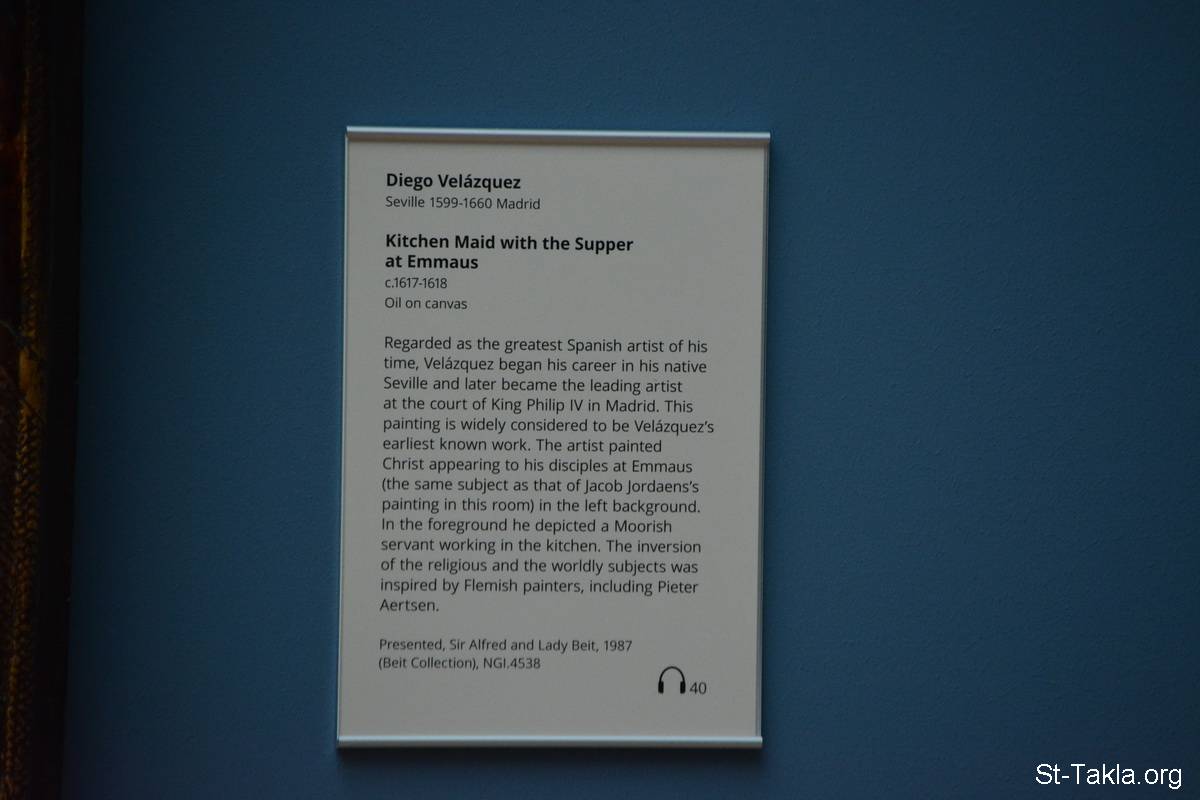 Diego Velázquez
Seville 1599-1660 Madrid
Kitchen Maid with the Supper
at Emmaus
c.1617-1618
Oil on canvas
Regarded as the greatest Spanish artist of his
time, Velázquez began his career in his native
Seville and later became the leading artist
at the court of King Philip IV in Madrid. This
painting is widely considered to be Velázquez's
earliest known work. The artist painted
Christ appearing to his disciples at Emmaus
(the same subject as that of Jacob Jordaens's
painting in this room) in the left background.
In the foreground he depicted a Moorish
servant working in the kitchen. The inversion
of the religious and the worldly subjects was
inspired by Flemish painters, including Pieter
Aertsen.
Presented, Sir Alfred and Lady Beit, 1987
(Beit Collection), NGI.4538
40
St-Takla.org